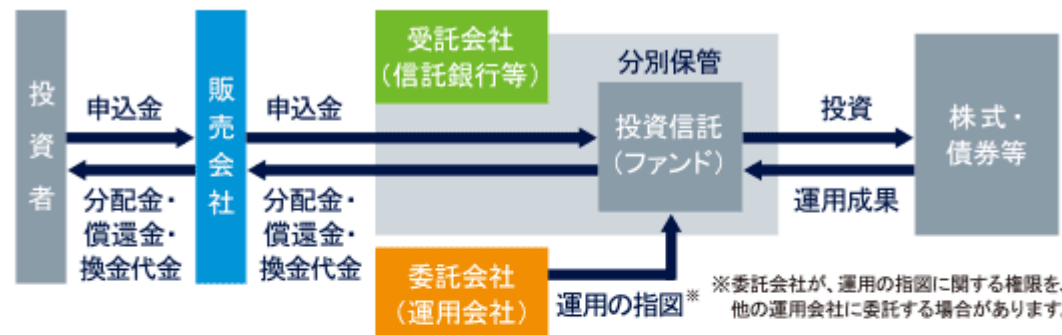 投資者
申込金
分配金・
償還金・
換金代金
販売会社
申込金
分配金・
償還金・
換金代金
受託会社
(信託銀行等)
分別保管
投資信託
(ファンド)
委託会社
(運用会社)
運用の指図※
投資
運用成果
株式・
債券等
※委託会社が、運用の指図に関する権限を、
他の運用会社に委託する場合があります。